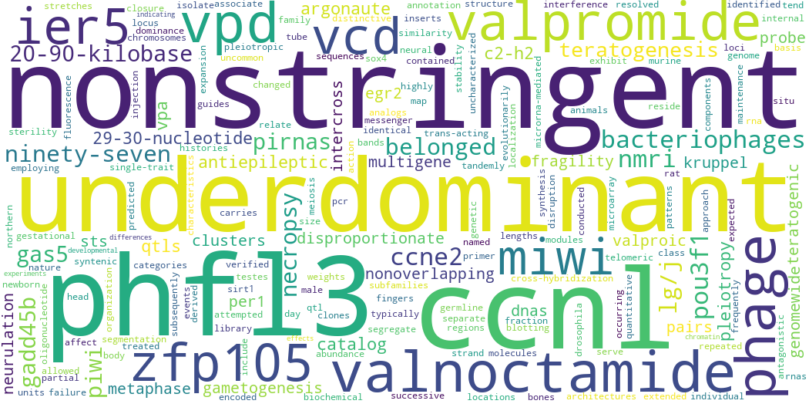 stretches closure associate
indicating locus family
dominance distinctive
chromosomes
isolate
ier5 vpd tube vcd argonaute similarity inserts
interference resolved tend
structure identified internal
annotation
valpromide
20-90-kilobase pleiotropic uncommon sequences neural c2-h2 teratogenesis loci probe
genome basis
nonstringent
fluorescence injection expansion vpa changed guides intercross egr2 analogs messenger sox4 highly map stability uncharacterized localization evolutionarily microrna-mediated exhibit murine reside maintenance components rna situ
sterility relate identical trans-acting contained animals
29-30-nucleotide pirnas bands belonged bacteriophages
ninety-seven histories antiepileptic multigene action fragility nmri kruppel
employing single-trait tandemly rat
underdominant
northern gestational predicted characteristics meiosis pcr genetic synthesis disruption microarray conducted patterns approach expected carries size lengths
sts qtls clusters necropsy disproportionate ccne2 named primer modules miwi telomeric class valproic
gas5 developmental differences syntenic nonoverlapping cross-hybridization
phf13 ccnl phage
nature experiments newborn categories verified per1 sirt1 testes weights events derived subsequently organization segmentation head day qtl dnas fraction blotting regions separate germline subfamilies fingers library attempted clones drosophila strand molecules serve occurring quantitative frequently repeated lg/j pairs pou3f1 pleiotropy genomewide teratogenic
gadd45b oligonucleotide male typically segregate
neurulation piwi treated body affect zfp105 include catalog valnoctamide chromatin antagonistic arnas
metaphase gametogenesis abundance effects
partial units failure encoded biochemical successive locations bones architectures extended individual